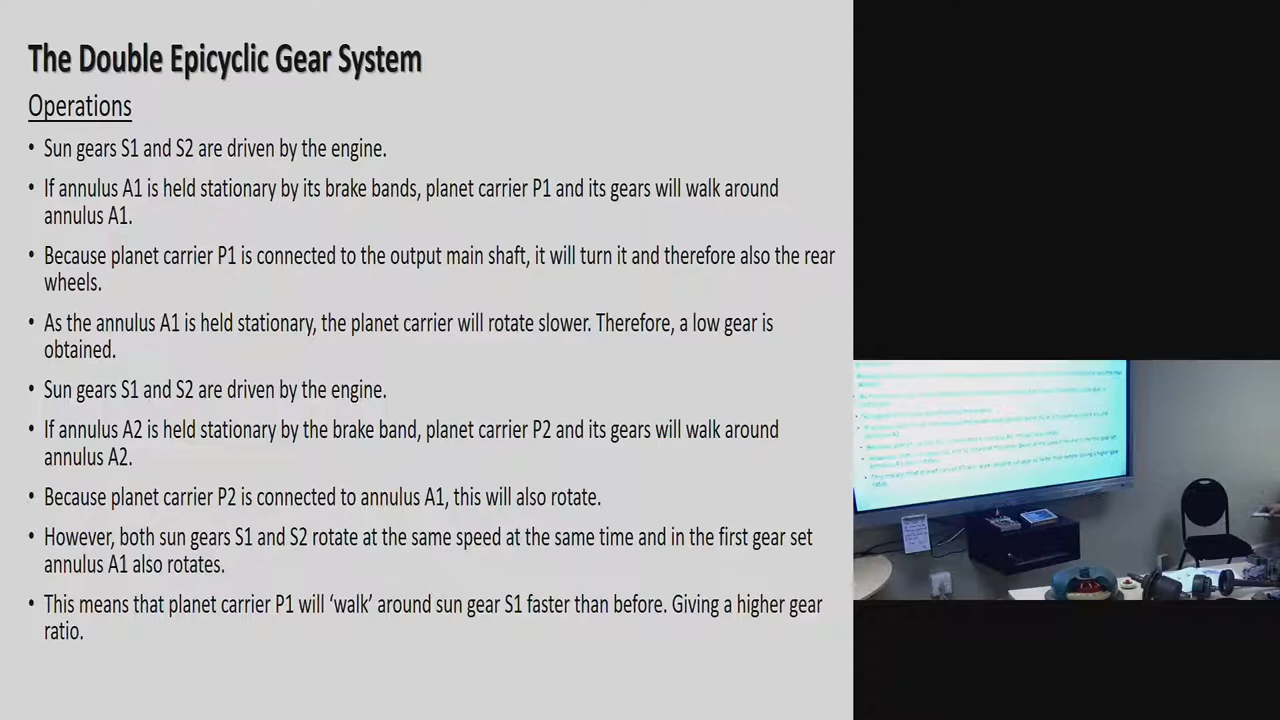 The Double Epicyclic Gear System
Operations
• Sun gears S1 and S2 are driven by the engine.
• If annulus A1 is held stationary by its brake bands, planet carrier P1 and its gears will walk around
annulus A1.
• Because planet carrier P1 is connected to the output main shaft, it will turn it and therefore also the rear
wheels.
• As the annulus A1 is held stationary, the planet carrier will rotate slower. Therefore, a low gear is
obtained.
• Sun gears S1 and S2 are driven by the engine.
• If annulus A2 is held stationary by the brake band, planet carrier P2 and its gears will walk around
annulus A2.
• Because planet carrier P2 is connected to annulus A1, this will also rotate.
• However, both sun gears S1 and S2 rotate at the same speed at the same time and in the first gear set
annulus A1 also rotates.
• This means that planet carrier P1 will ‘walk’ around sun gear S1 faster than before. Giving a higher gear
ratio.